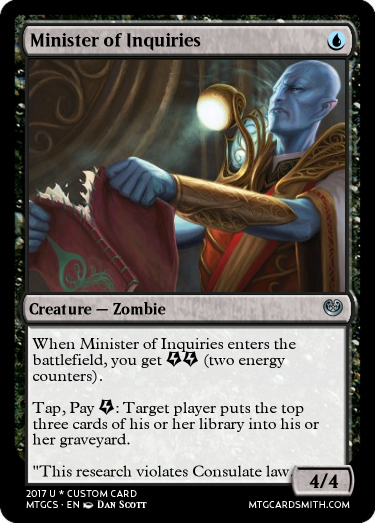 Minister of Inquiries
Creature — Zombie
When Minister of Inquiries enters the
battlefield, you get (two energy
counters).
Tap, Pay : Target player puts the top
three cards of his or her library into his or
her graveyard.
"This research violates Consulate law.
4/4
2017 U * CUSTOM CARD
MTGCS · EN Dan Scott
MTGCARDSMITH.COM